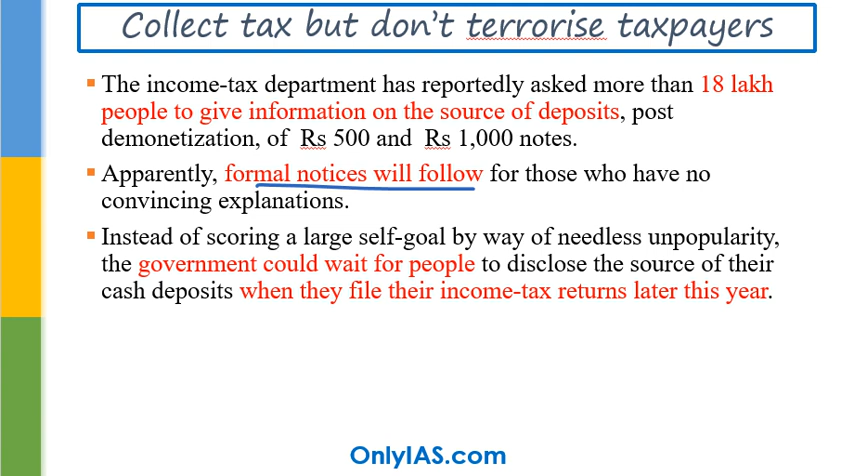 Collect tax but don't terrorise taxpayers
The income-tax department has reportedly asked more than 18 lakh
people to give information on the source of deposits, post
demonetization, of Rs 500 and Rs 1,000 notes.
Apparently, formal notices will follow for those who have no
convincing explanations.
Instead of scoring a large self-goal by way of needless unpopularity,
the government could wait for people to disclose the source of their
cash deposits when they file their income-tax returns later this year.
OnlyIAS.com